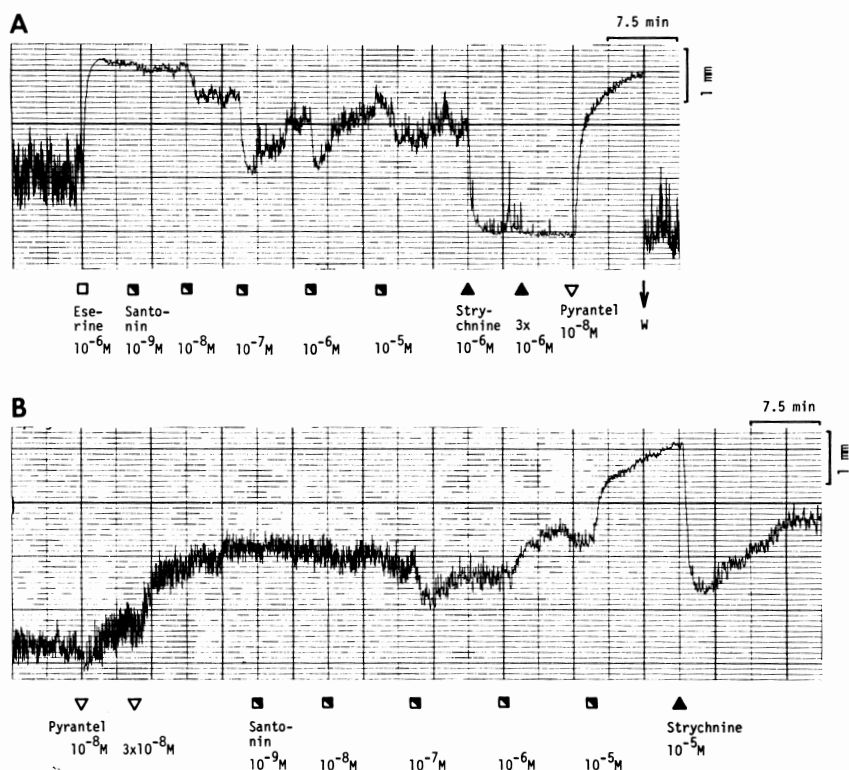 A
7.5 min
1 mm
Ese-
rine
10⁻⁶M
Santo-
nin
10⁻⁹M
10⁻⁸M
10⁻⁷M
10⁻⁶M
10⁻⁵M
Stry-
chnine
10⁻⁶M
3x
10⁻⁶M
Pyrantel
10⁻⁸M
W
B
7.5 min
1 mm
Pyrantel
10⁻⁸M
3x10⁻⁸M
Santo-
nin
10⁻⁹M
10⁻⁸M
10⁻⁷M
10⁻⁶M
10⁻⁵M
Strychnine
10⁻⁵M